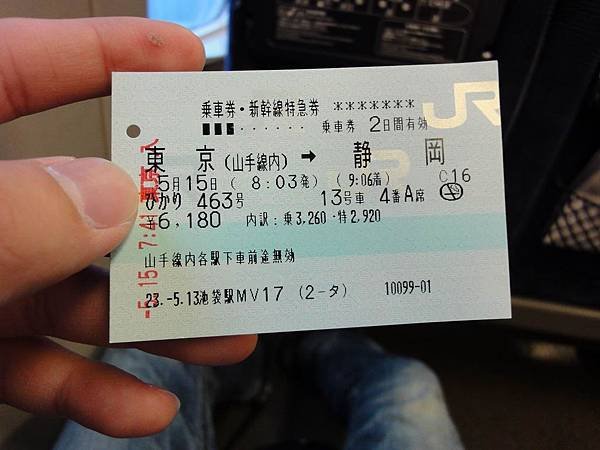 乗車券・新幹線特急券 *******
■■■・・・・・・ 乗車券 2日間有効
東京(山手線内) → 静岡
5月15日(8:03発) (9:06着) C16
ひかり 463号 13号車 4番A席
¥6,180 内訳:乗3,260・特2,920
山手線内各駅下車前途無効
23.-5.13池袋駅MV17 (2-タ) 10099-01
JR
-5.15 7:41 東京 入